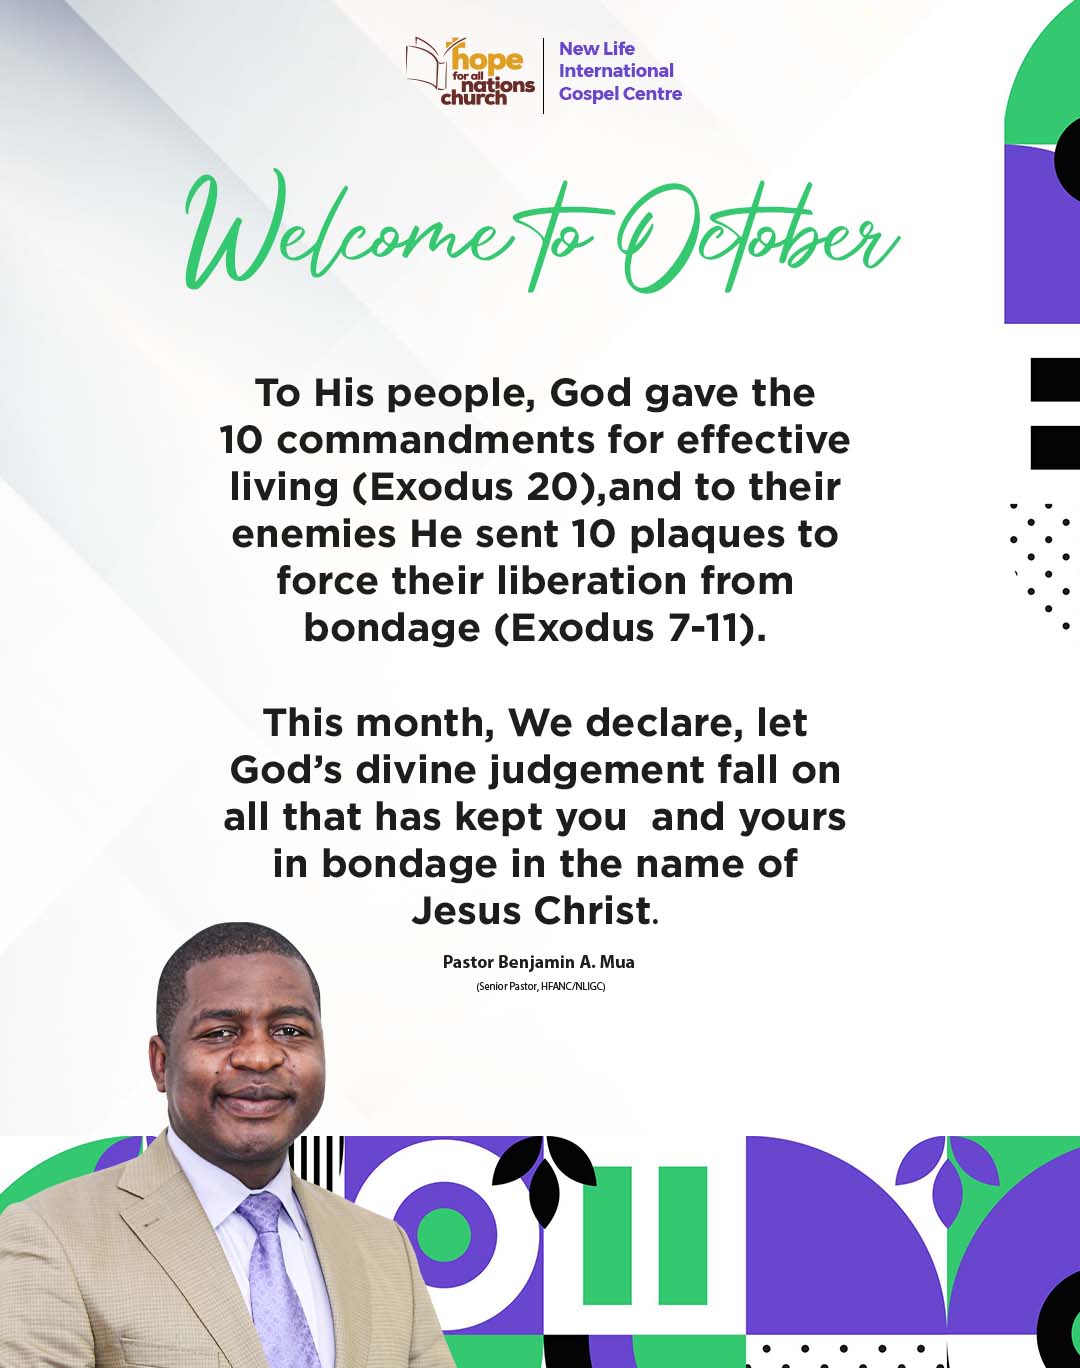 hope
for all
nations
church
New Life
International
Gospel Centre
Welcome to October
To His people, God gave the
10 commandments for effective
living (Exodus 20),and to their
enemies He sent 10 plaques to
force their liberation from
bondage (Exodus 7-11).
This month, We declare, let
God’s divine judgement fall on
all that has kept you  and yours
in bondage in the name of
Jesus Christ.
Pastor Benjamin A. Mua
(Senior Pastor, HFANC/NLIGC)